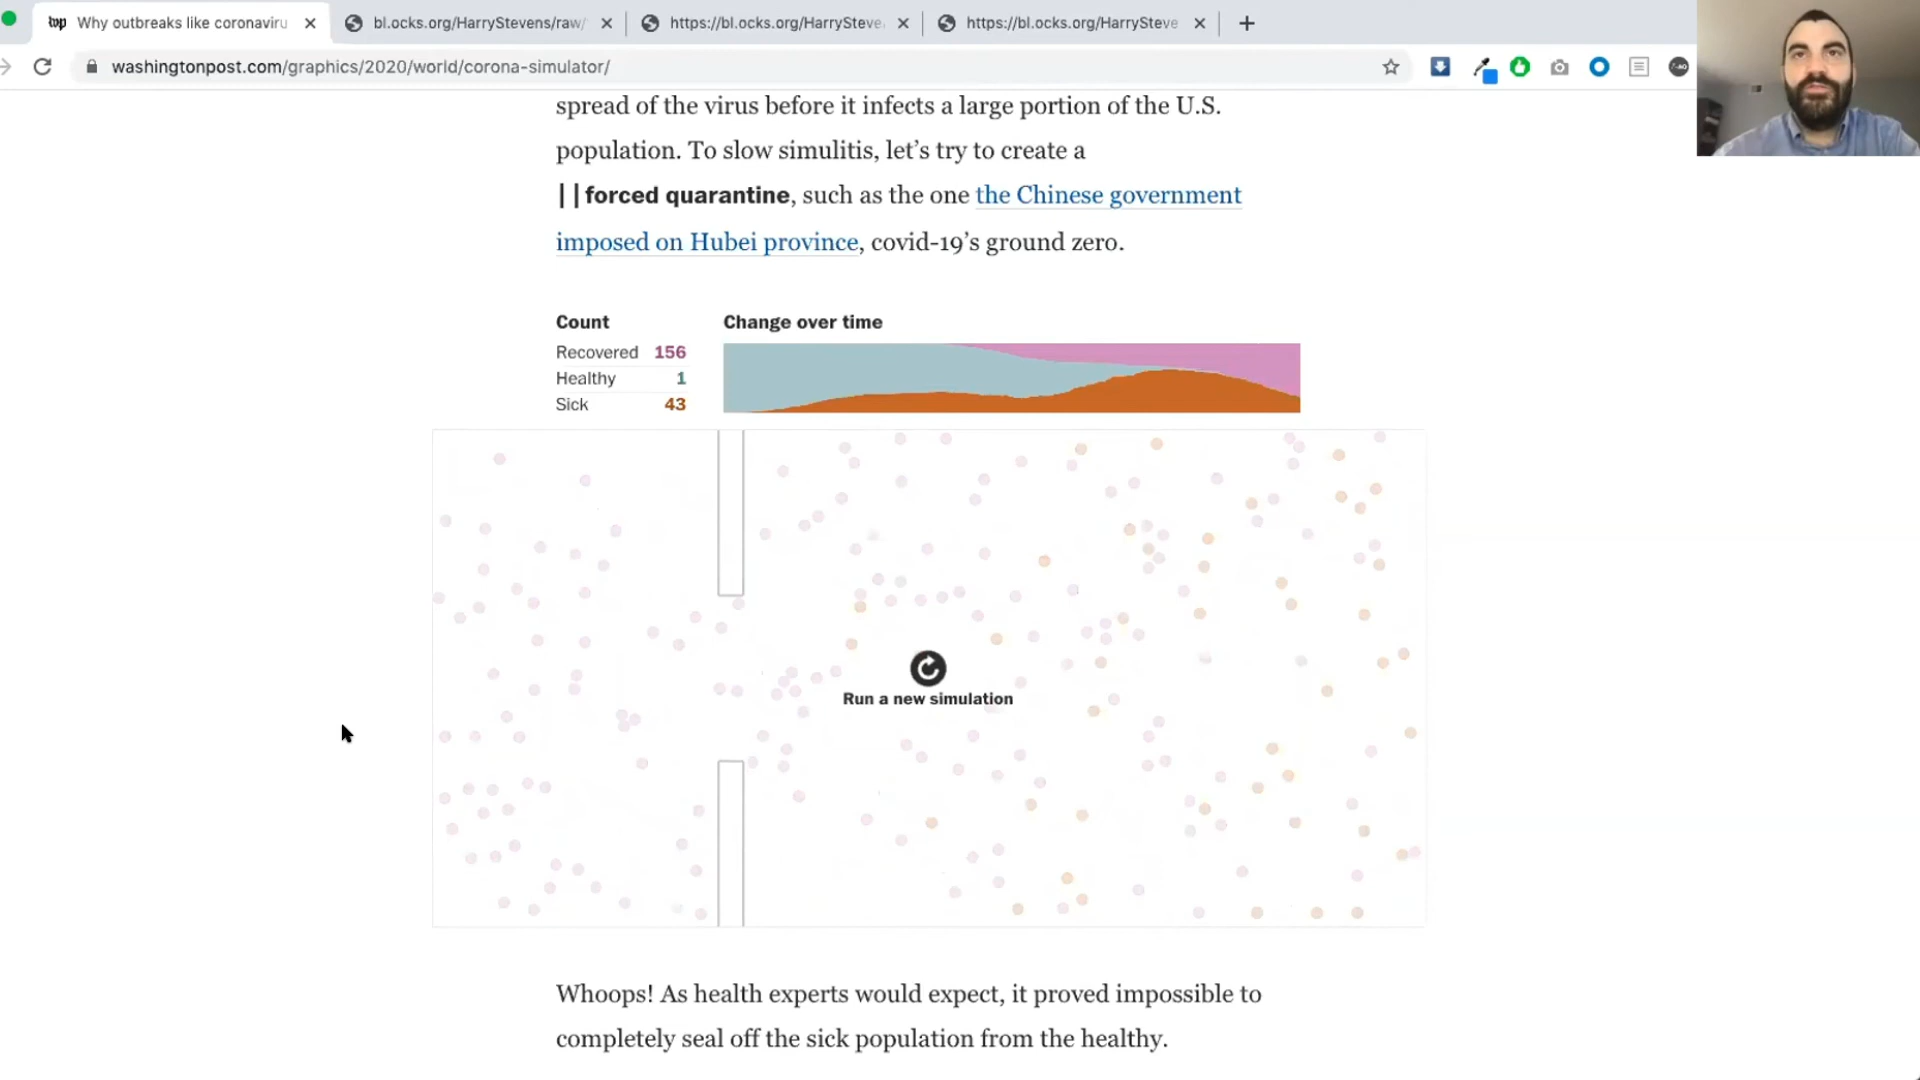 wp Why outbreaks like coronaviru
bl.ocks.org/HarryStevens/raw/
https://bl.ocks.org/HarrySteve
https://bl.ocks.org/HarrySteve
washingtonpost.com/graphics/2020/world/corona-simulator/
spread of the virus before it infects a large portion of the U.S.
population. To slow simulitis, let’s try to create a
||forced quarantine, such as the one the Chinese government
imposed on Hubei province, covid-19’s ground zero.
Count
Recovered 156
Healthy 1
Sick 43
Change over time
Run a new simulation
Whoops! As health experts would expect, it proved impossible to
completely seal off the sick population from the healthy.